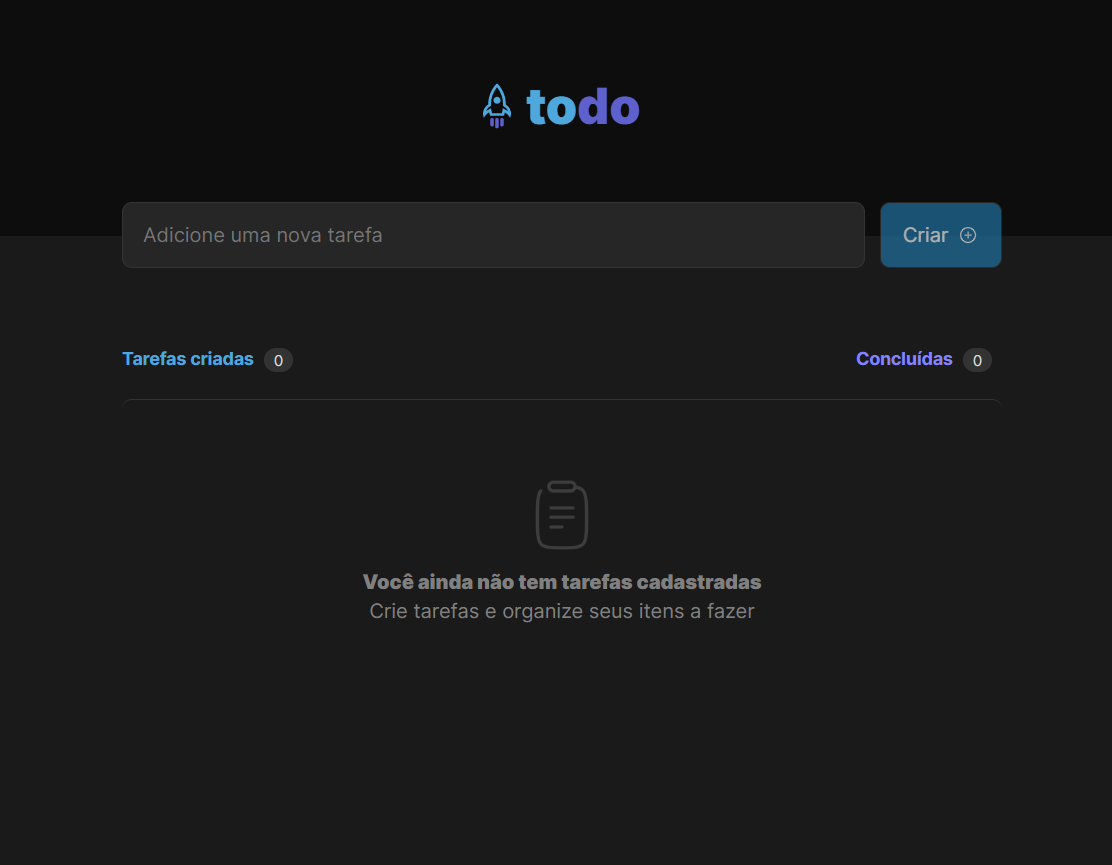 todo
Adicione uma nova tarefa
Criar
Tarefas criadas 0
Concluídas 0
Você ainda não tem tarefas cadastradas
Crie tarefas e organize seus itens a fazer